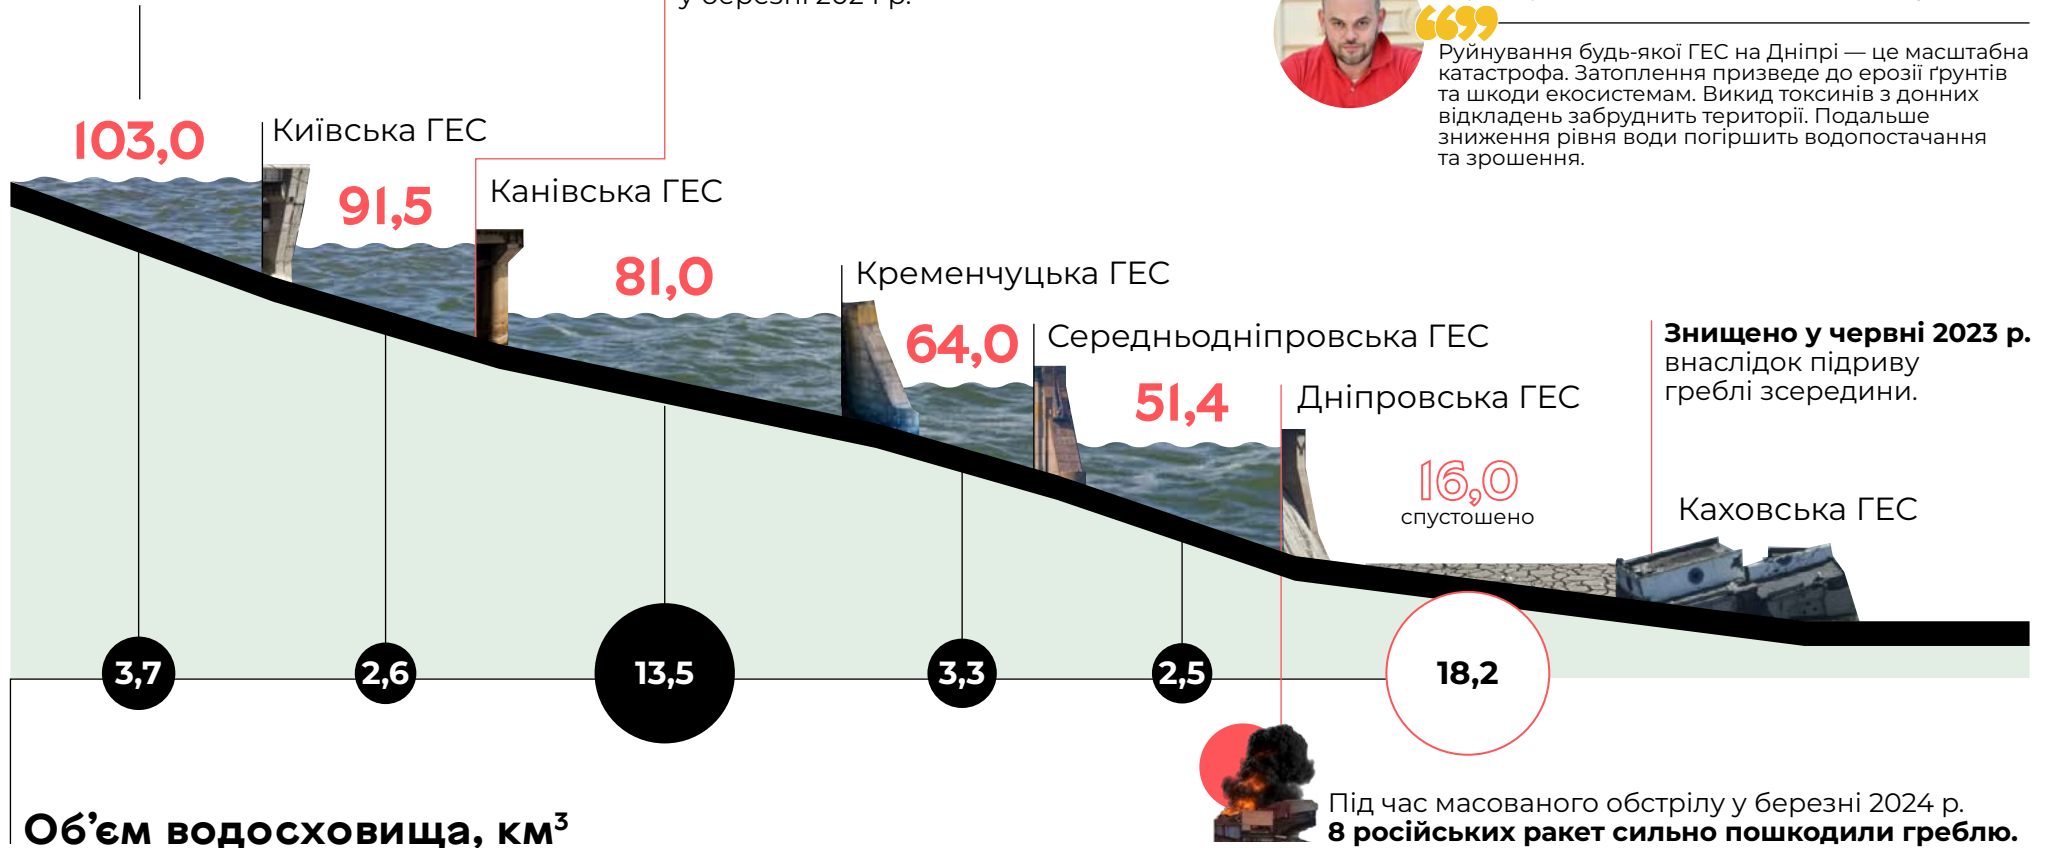 у березні 2024 р.
Руйнування будь-якої ГЕС на Дніпрі — це масштабна
катастрофа. Затоплення призведе до ерозії ґрунтів
та шкоди екосистемам. Викид токсинів з донних
відкладень забруднить території. Подальше
зниження рівня води погіршить водопостачання
та зрошення.
103,0
Київська ГЕС
91,5
Канівська ГЕС
81,0
Кременчуцька ГЕС
64,0
Середньодніпровська ГЕС
51,4
Дніпровська ГЕС
16,0
спустошено
Знищено у червні 2023 р.
внаслідок підриву
греблі зсередини.
Каховська ГЕС
3,7
2,6
13,5
3,3
2,5
18,2
Об’єм водосховища, км³
Під час масованого обстрілу у березні 2024 р.
8 російських ракет сильно пошкодили греблю.